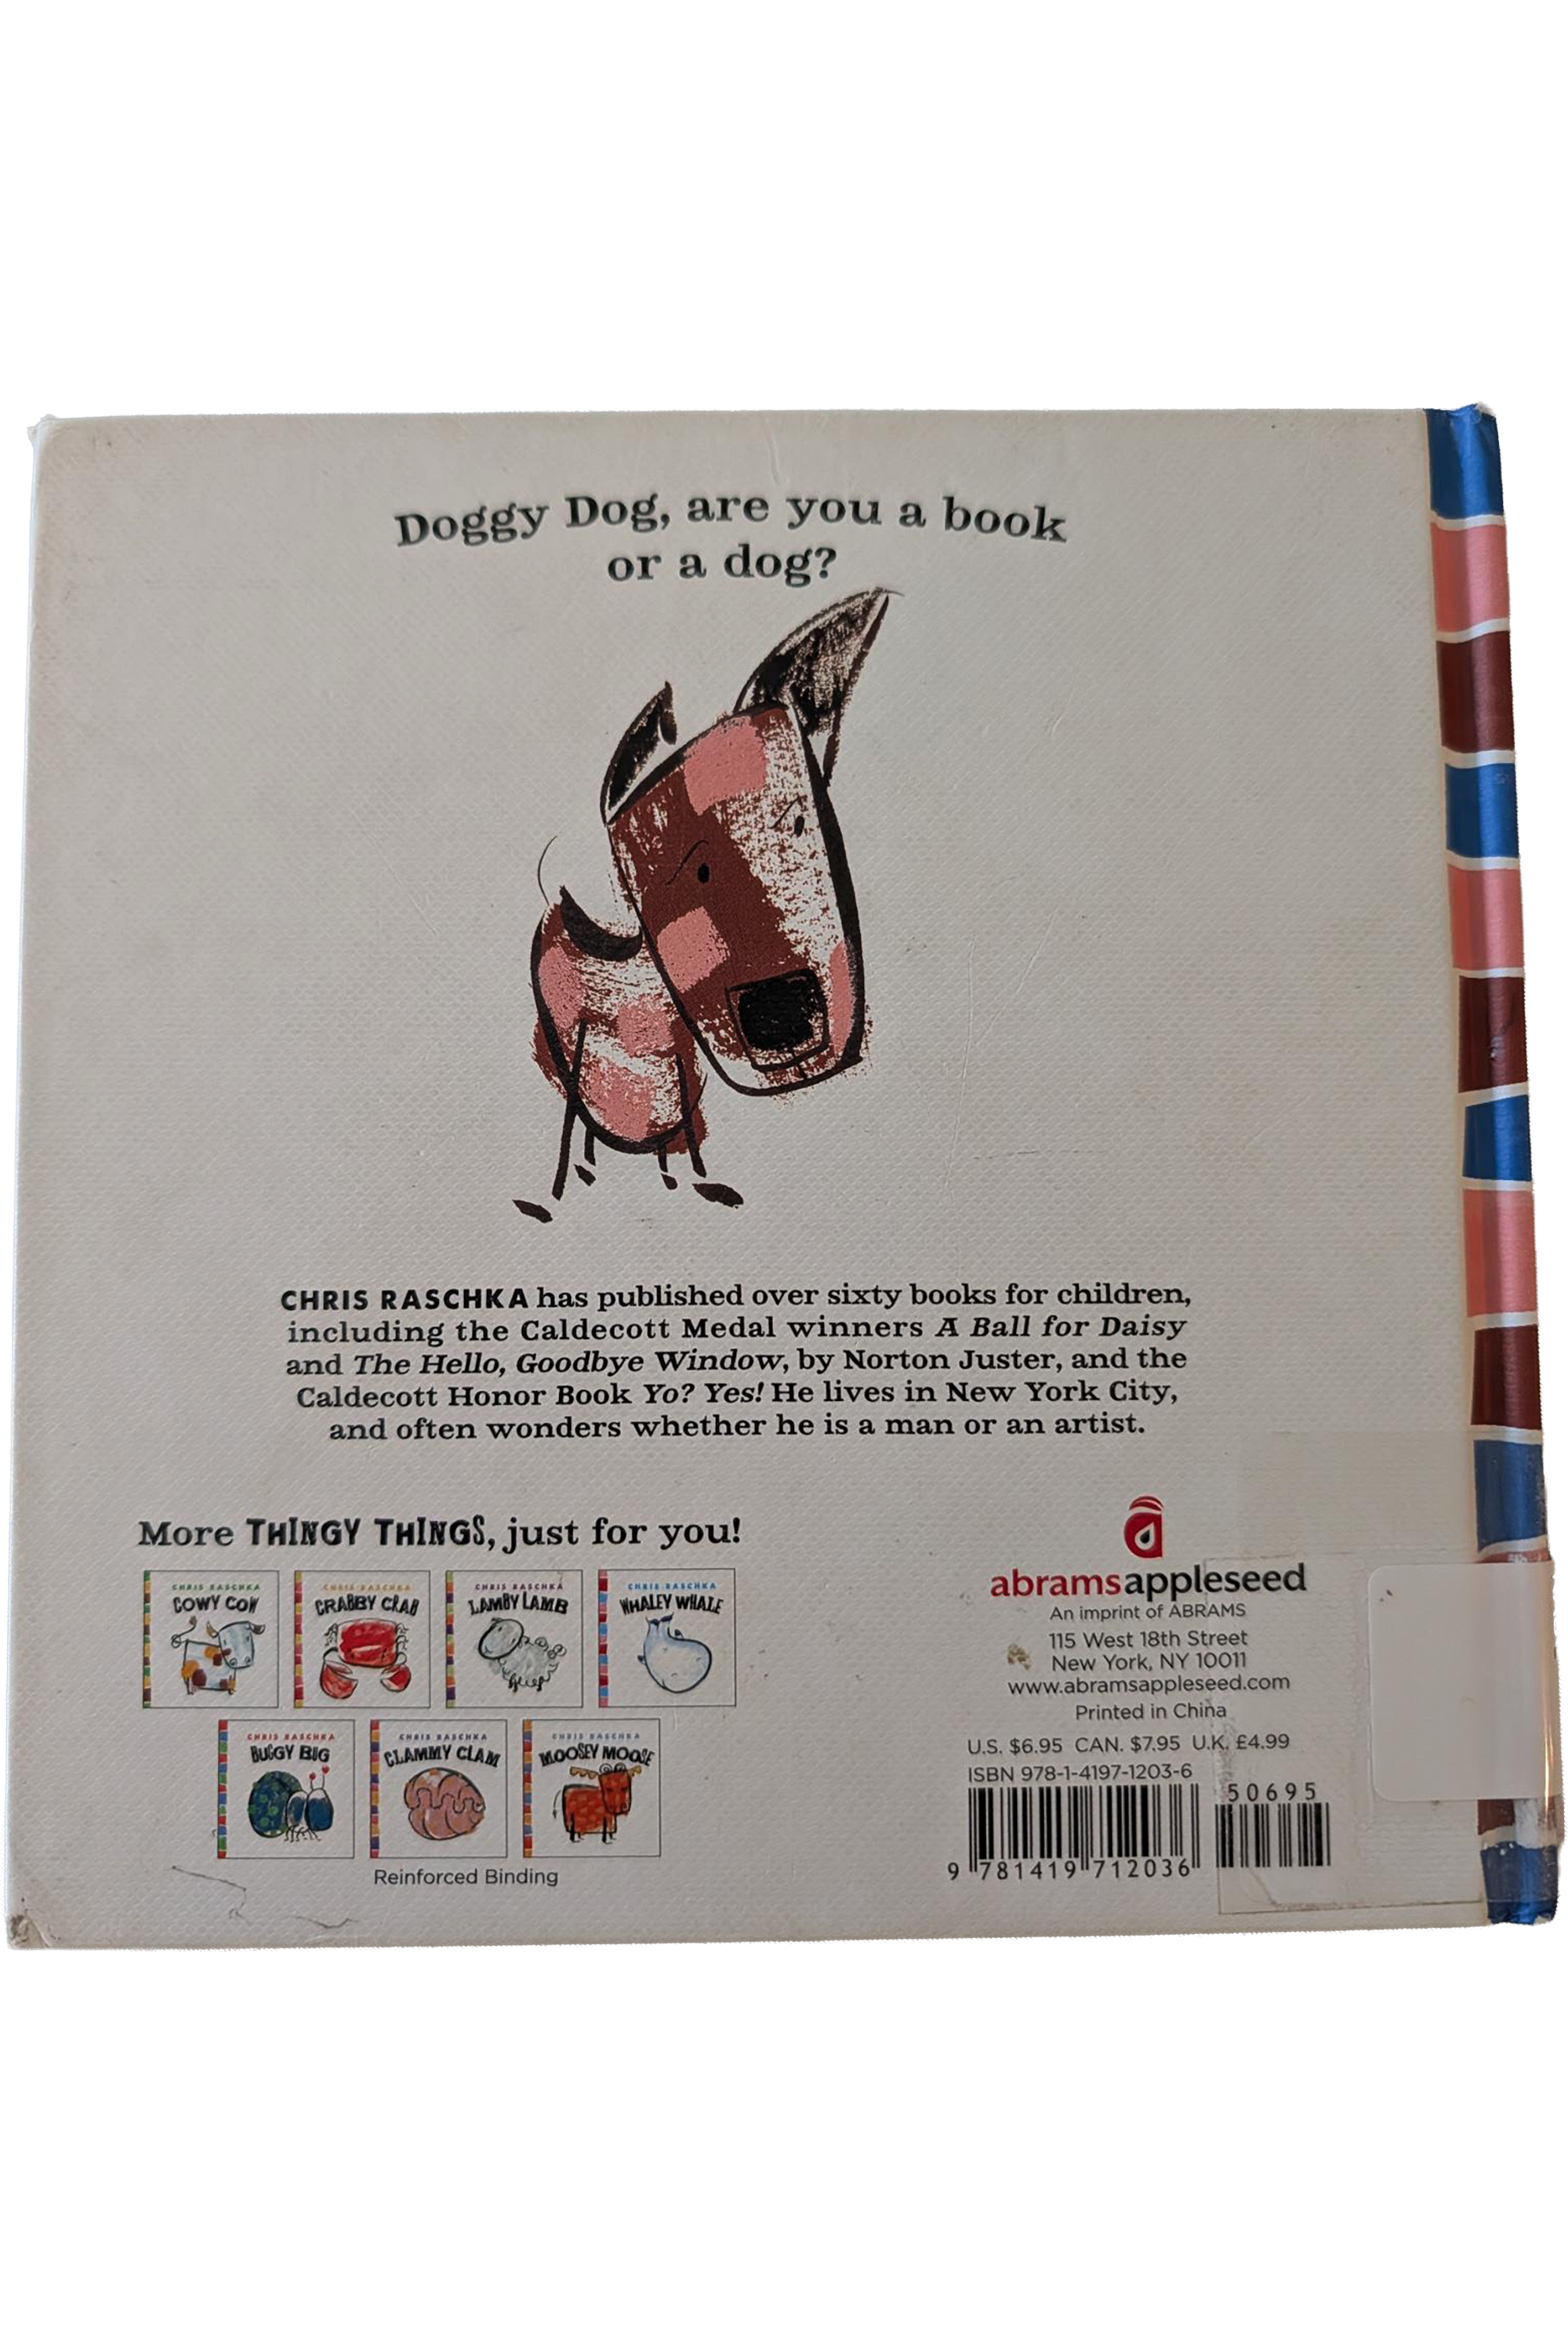 Doggy Dog, are you a book
or a dog?
CHRIS RASCHKA has published over sixty books for children,
including the Caldecott Medal winners A Ball for Daisy
and The Hello, Goodbye Window, by Norton Juster, and the
Caldecott Honor Book Yo? Yes! He lives in New York City,
and often wonders whether he is a man or an artist.
More THINGY THINGS, just for you!
CHRIS RASCHKA
COWY COW
CHRIS RASCHKA
CRABBY CRAB
CHRIS RASCHKA
LAMBY LAMB
CHRIS RASCHKA
WHALEY WHALE
CHRIS RASCHKA
BUGGY BUG
CHRIS RASCHKA
CLAMMY CLAM
CHRIS RASCHKA
MOOSEY MOOSE
Reinforced Binding
a
abramsappleseed
An imprint of ABRAMS
115 West 18th Street
New York, NY 10011
www.abramsappleseed.com
Printed in China
U.S. $6.95 CAN. $7.95 U.K. £4.99
ISBN 978-1-4197-1203-6
50695
9 781419 712036